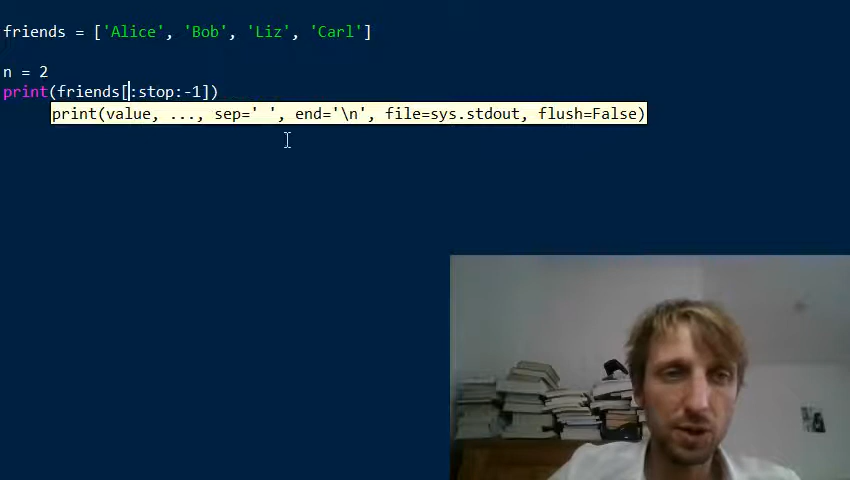 friends = ['Alice', 'Bob', 'Liz', 'Carl']
n = 2
print(friends[:stop:-1])
print(value, ..., sep=' ', end='\n', file=sys.stdout, flush=False)